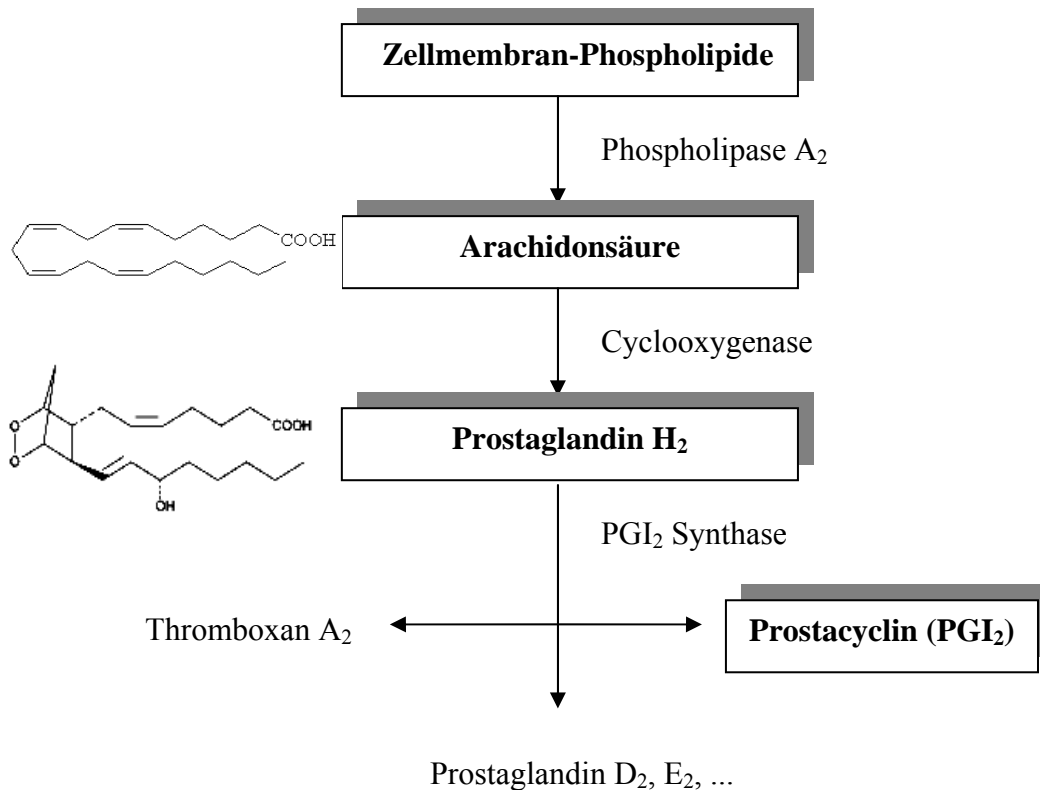 Zellmembran-Phospholipide
Phospholipase A₂
COOH
Arachidonsäure
Cyclooxygenase
O
O
COOH
OH
Prostaglandin H₂
PGI₂ Synthase
Thromboxan A₂
Prostacyclin (PGI₂)
Prostaglandin D₂, E₂, ...